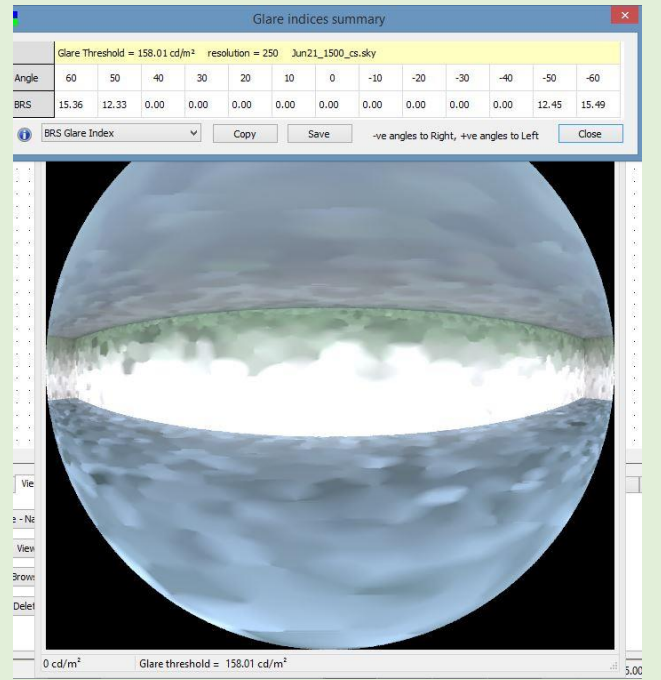 Glare indices summary
Glare Threshold = 158.01 cd/m² resolution = 250 Jun21_1500_cs.sky
Angle 60 50 40 30 20 10 0 -10 -20 -30 -40 -50 -60
BRS 15.36 12.33 0.00 0.00 0.00 0.00 0.00 0.00 0.00 0.00 0.00 12.45 15.49
BRS Glare Index Copy Save -ve angles to Right, +ve angles to Left Close
Vie
e - Na
View
Brow
Delet
0 cd/m² Glare threshold = 158.01 cd/m²
5.00